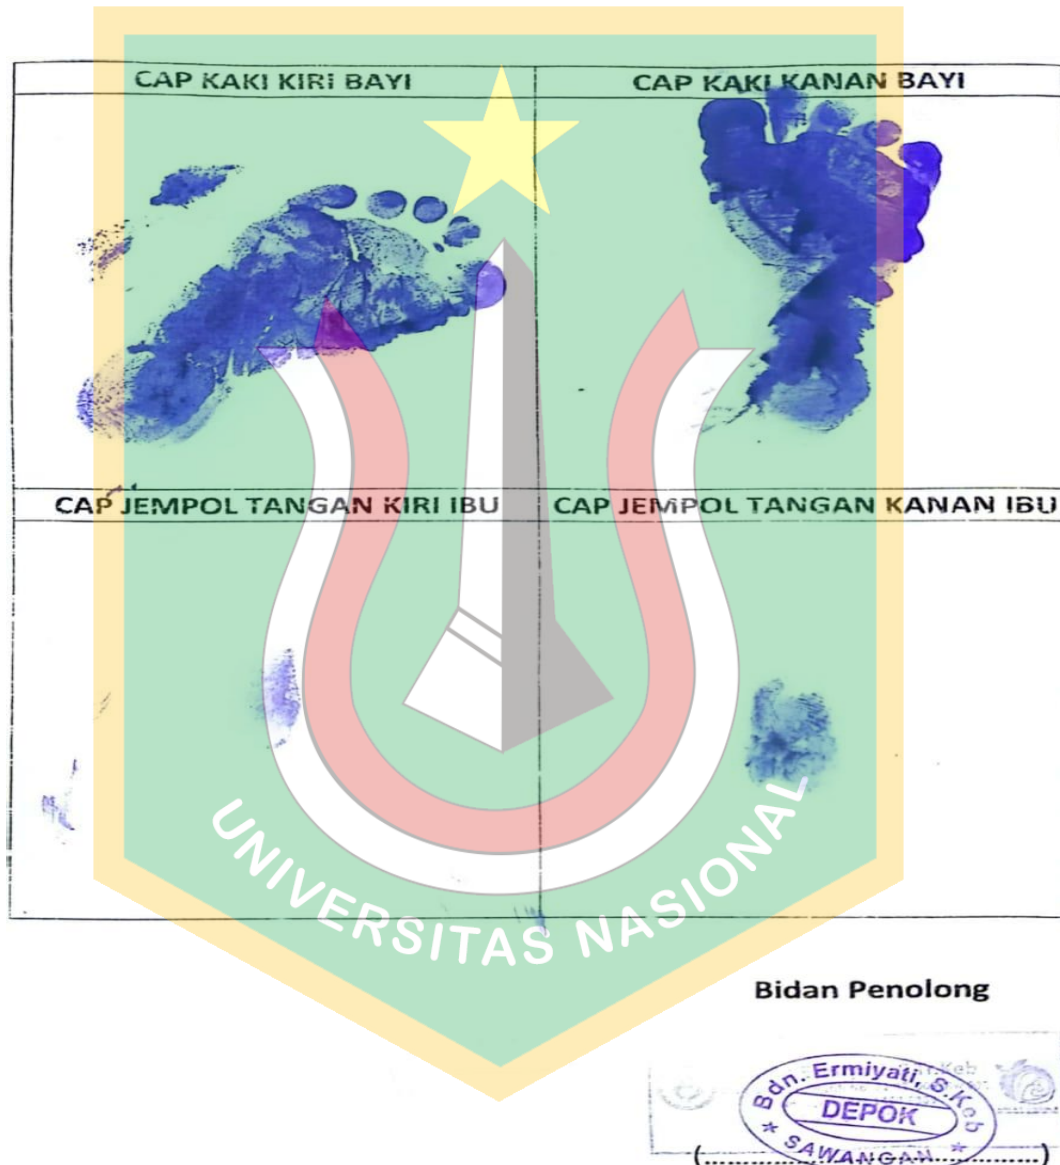 CAP KAKI KIRI BAYI
CAP KAKI KANAN BAYI
CAP JEMPOL TANGAN KIRI IBU
CAP JEMPOL TANGAN KANAN IBU
UNIVERSITAS NASIONAL
Bidan Penolong
Bdn. Ermiyati, S.Keb
DEPOK
* SAWANGAN *
(........................................)